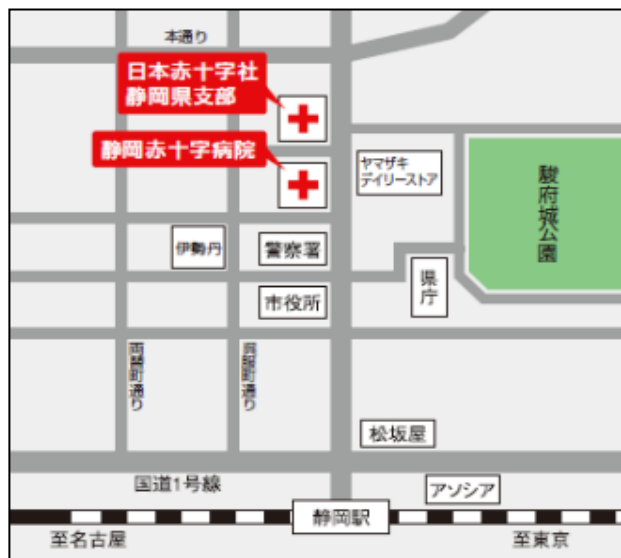 本通り
日本赤十字社
静岡県支部
静岡赤十字病院
ヤマザキ
デイリーストア
駿府城公園
伊勢丹
警察署
県庁
市役所
両替町通り
呉服町通り
松坂屋
国道1号線
アソシア
静岡駅
至名古屋
至東京